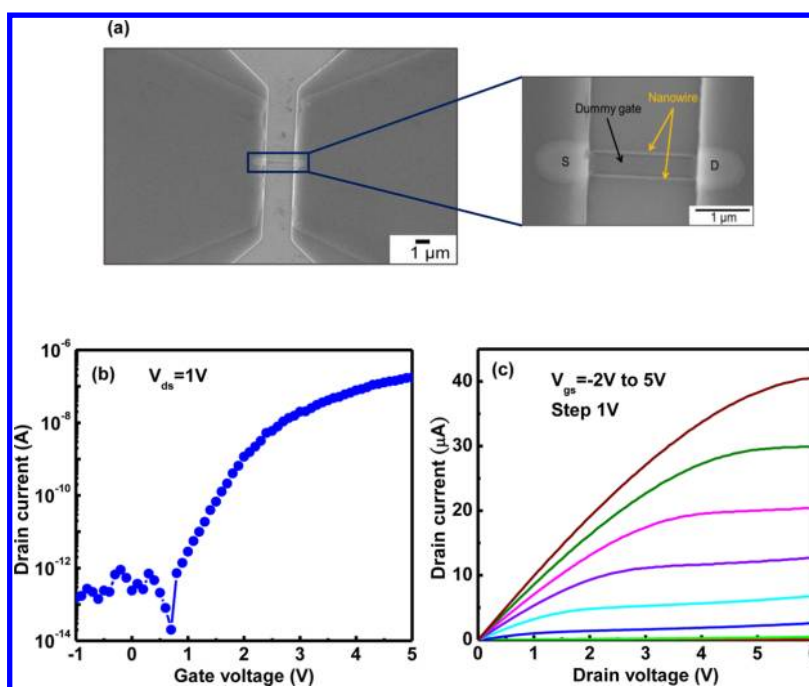 (a)
Nanowire
Dummy gate
S
D
1 µm
1 µm
(b)
V_ds=1V
10^-6
10^-8
10^-10
10^-12
10^-14
Drain current (A)
-1 0 1 2 3 4 5
Gate voltage (V)
(c)
V_gs=-2V to 5V
Step 1V
40
30
20
10
0
Drain current (µA)
0 1 2 3 4 5
Drain voltage (V)